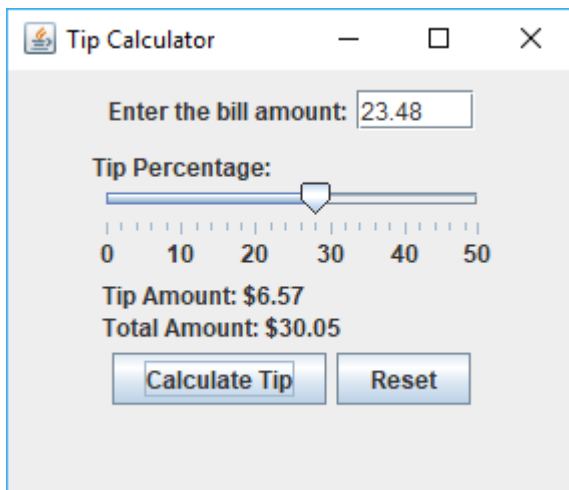 Tip Calculator
Enter the bill amount: 23.48
Tip Percentage:
0 10 20 30 40 50
Tip Amount: $6.57
Total Amount: $30.05
Calculate Tip Reset